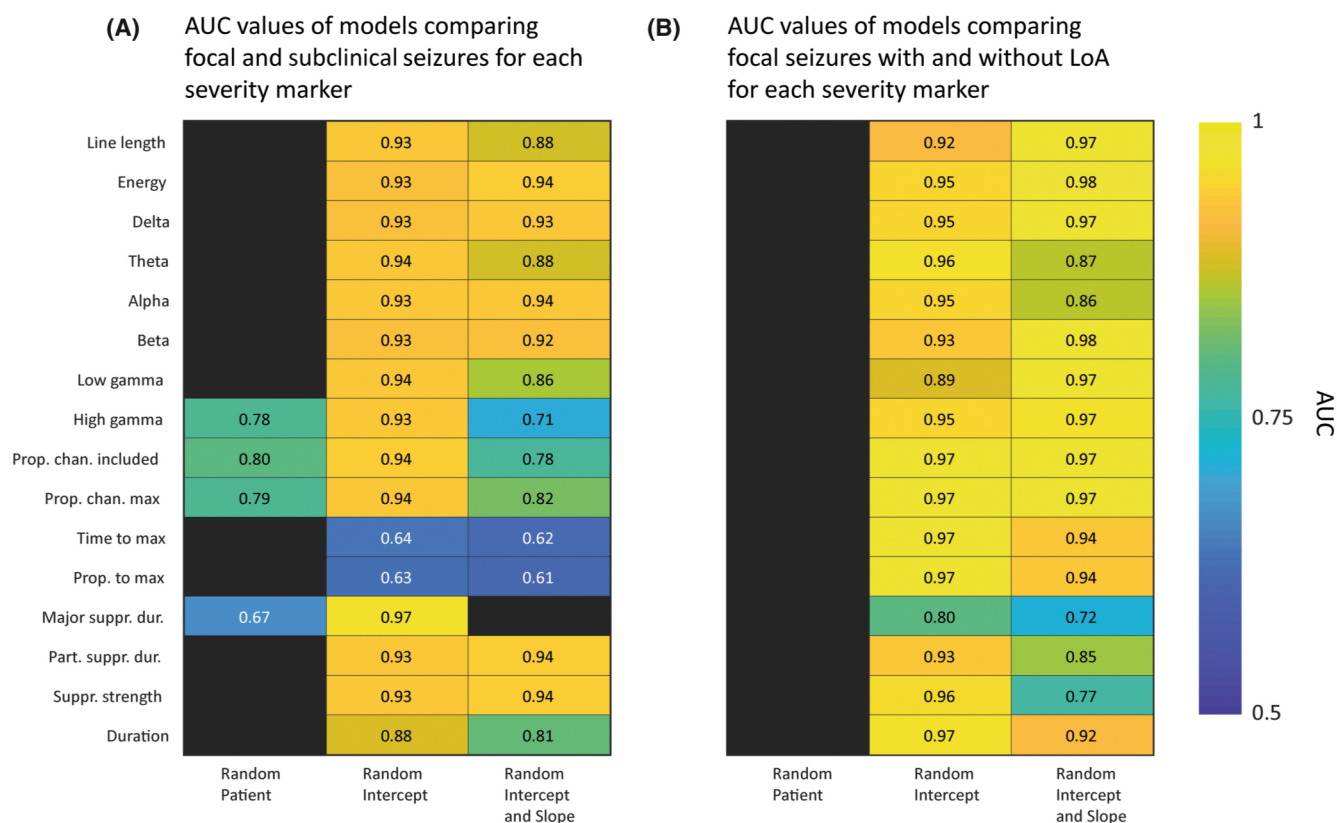 (A) AUC values of models comparing
focal and subclinical seizures for each
severity marker
(B) AUC values of models comparing
focal seizures with and without LoA
for each severity marker
Line length 0.93 0.88 0.92 0.97
Energy 0.93 0.94 0.95 0.98
Delta 0.93 0.93 0.95 0.97
Theta 0.94 0.88 0.96 0.87
Alpha 0.93 0.94 0.95 0.86
Beta 0.93 0.92 0.93 0.98
Low gamma 0.94 0.86 0.89 0.97
High gamma 0.78 0.93 0.71 0.95 0.97
Prop. chan. included 0.80 0.94 0.78 0.97 0.97
Prop. chan. max 0.79 0.94 0.82 0.97 0.97
Time to max 0.64 0.62 0.97 0.94
Prop. to max 0.63 0.61 0.97 0.94
Major suppr. dur. 0.67 0.97 0.80 0.72
Part. suppr. dur. 0.93 0.94 0.93 0.85
Suppr. strength 0.93 0.94 0.96 0.77
Duration 0.88 0.81 0.97 0.92
Random
Patient
Random
Intercept
Random
Intercept
and Slope
Random
Patient
Random
Intercept
Random
Intercept
and Slope
1
0.75
0.5
AUC